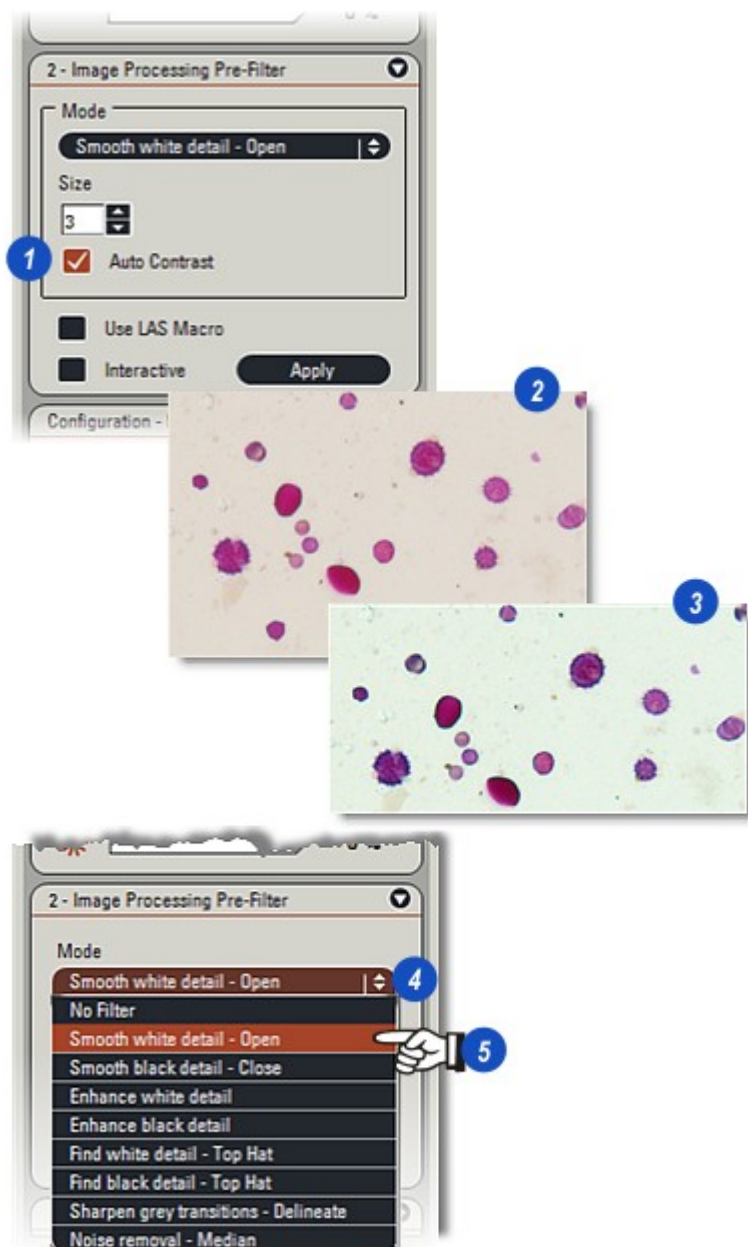 2 - Image Processing Pre-Filter
Mode
Smooth white detail - Open
Size
3
1
Auto Contrast
Use LAS Macro
Interactive
Apply
Configuration -
2
3
2 - Image Processing Pre-Filter
Mode
Smooth white detail - Open
4
No Filter
Smooth white detail - Open
5
Smooth black detail - Close
Enhance white detail
Enhance black detail
Find white detail - Top Hat
Find black detail - Top Hat
Sharpen grey transitions - Delineate
Noise removal - Median